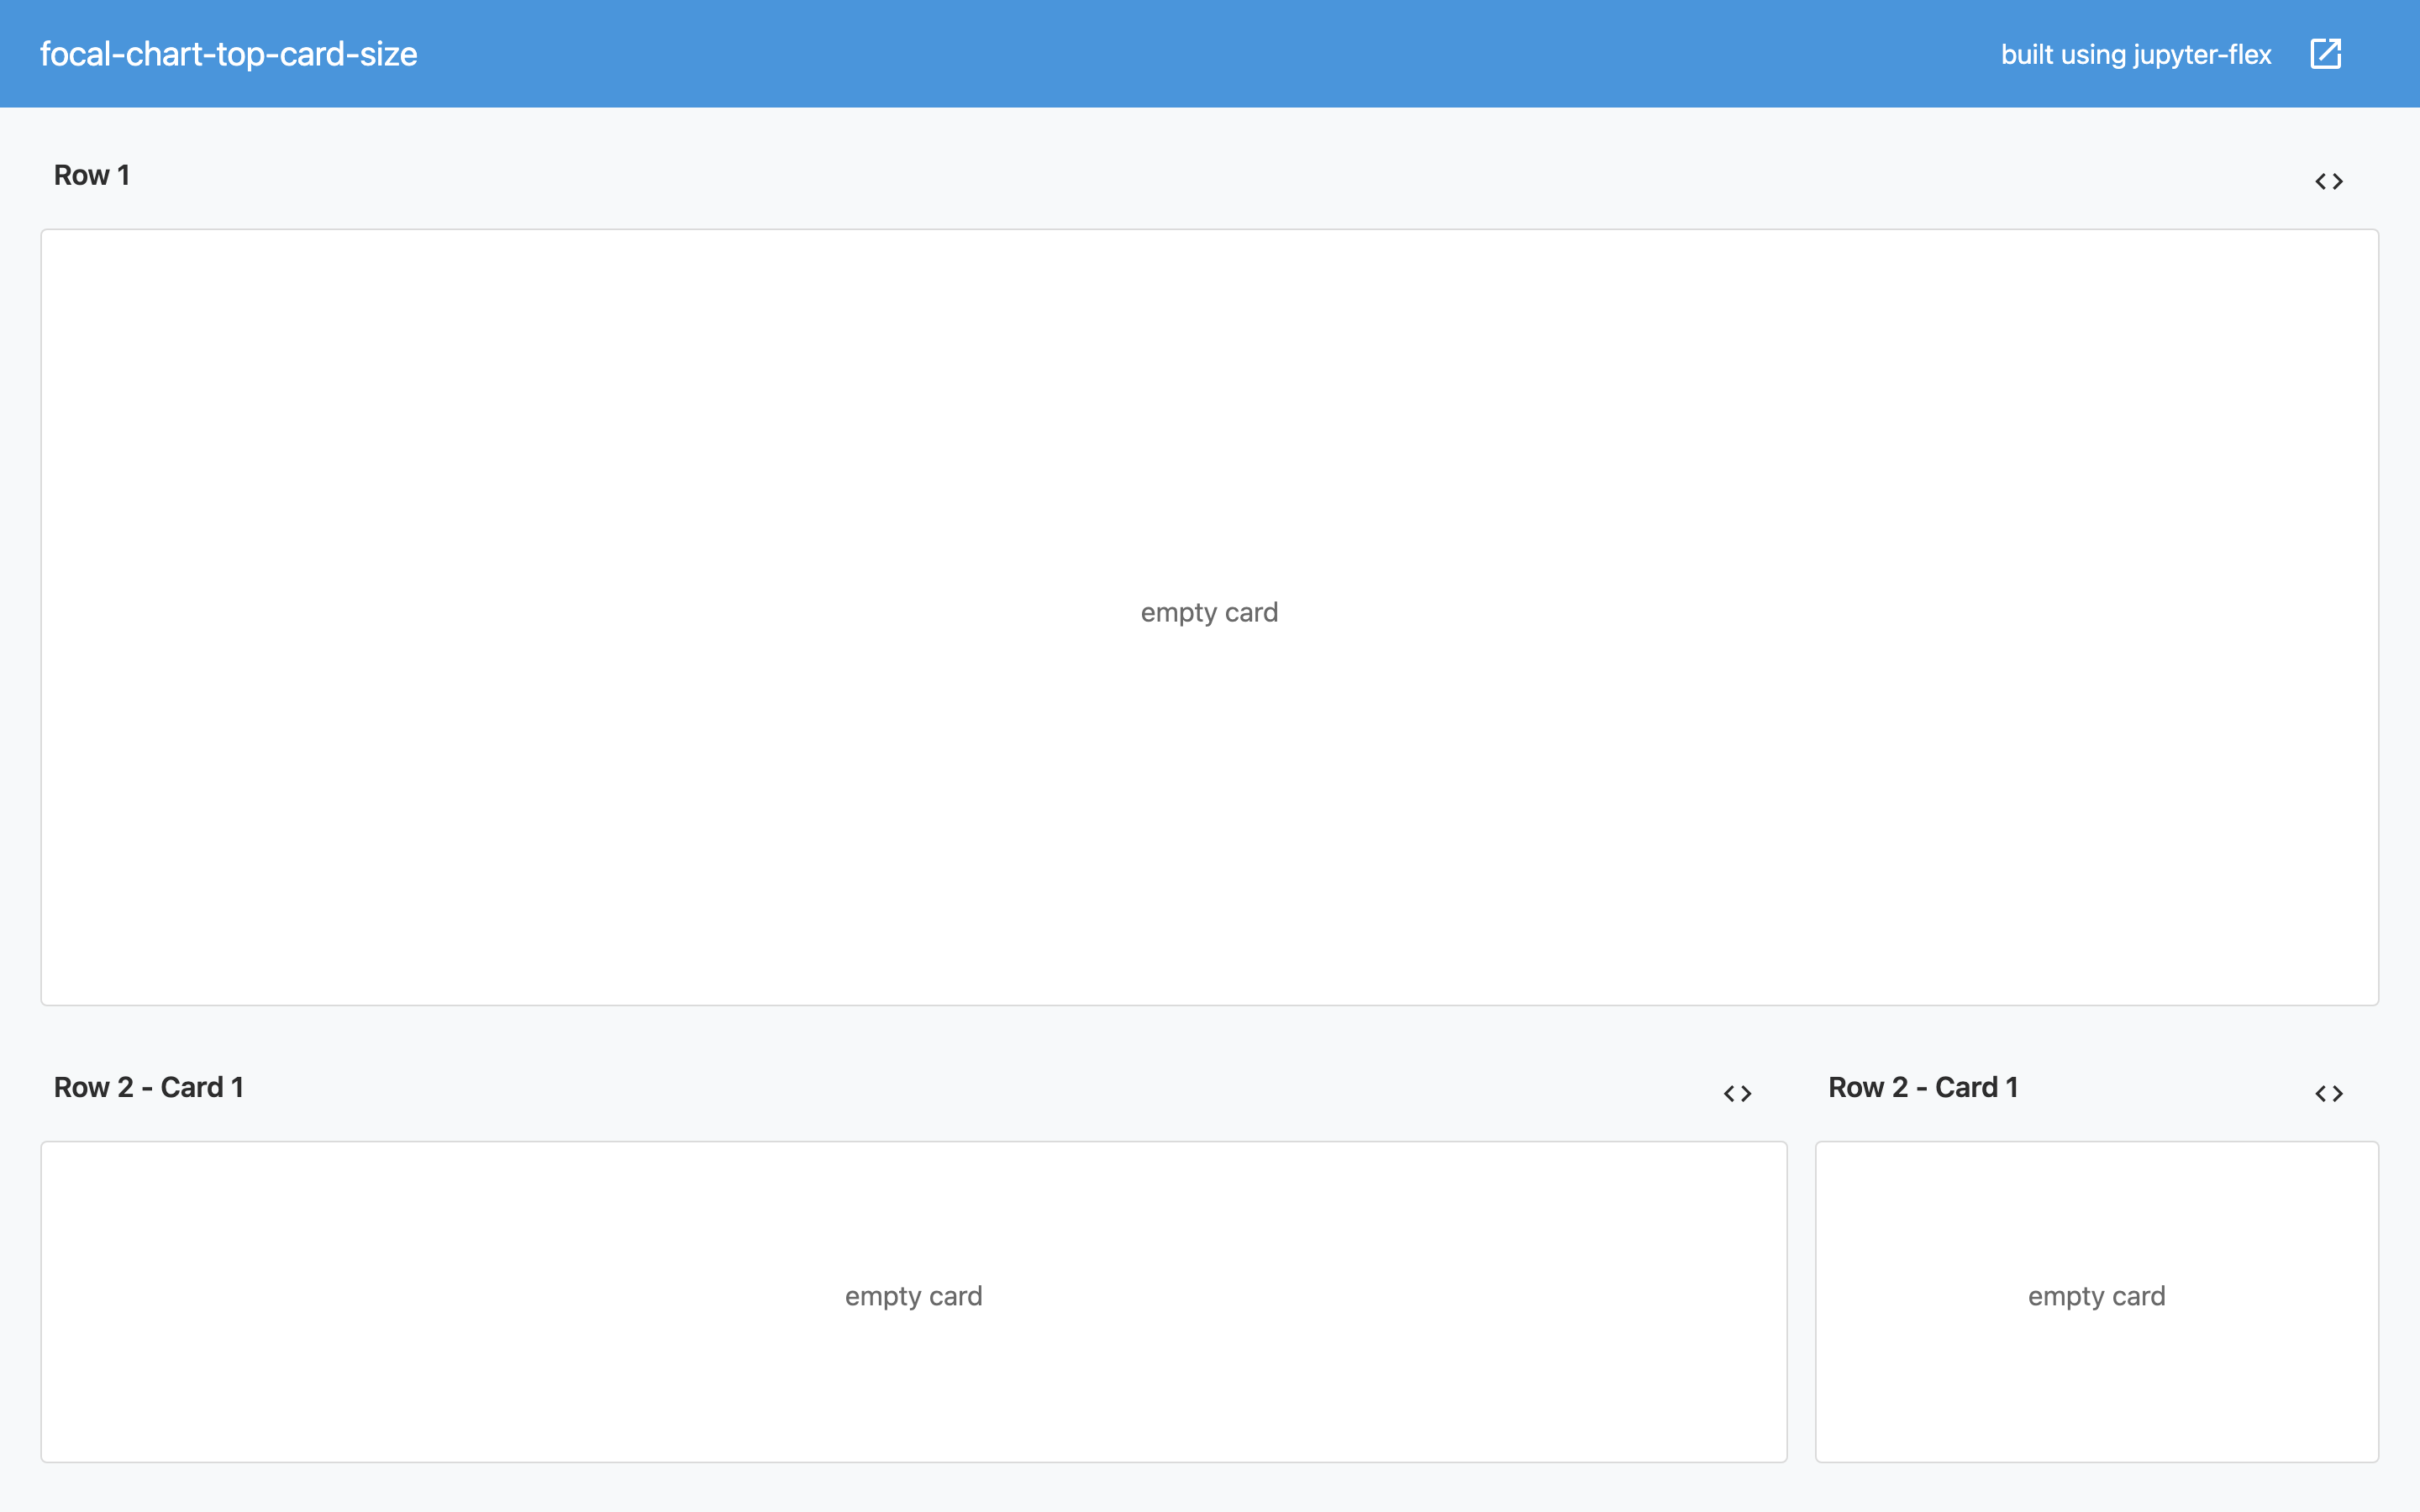 focal-chart-top-card-size
built using jupyter-flex
Row 1
empty card
Row 2 - Card 1
Row 2 - Card 1
empty card
empty card